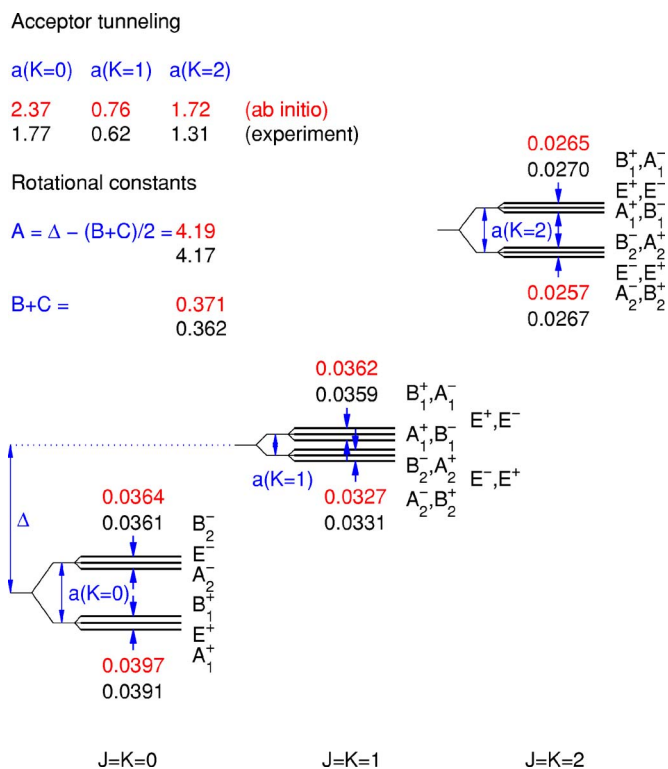 Acceptor tunneling
a(K=0) a(K=1) a(K=2)
2.37 0.76 1.72 (ab initio)
1.77 0.62 1.31 (experiment)
Rotational constants
A = Δ − (B+C)/2 = 4.19
4.17
B+C = 0.371
0.362
0.0265
0.0270
B₁⁺,A₁⁻
E⁺,E⁻
A₁⁺,B₁⁻
a(K=2)
B₂⁻,A₂⁺
E⁻,E⁺
A₂⁻,B₂⁺
0.0257
0.0267
0.0362
0.0359
B₁⁺,A₁⁻
E⁺,E⁻
A₁⁺,B₁⁻
a(K=1)
B₂⁻,A₂⁺
E⁻,E⁺
A₂⁻,B₂⁺
0.0327
0.0331
Δ
0.0364
0.0361
B₂⁻
E⁻
A₂⁻
a(K=0)
B₁⁺
E⁺
A₁⁺
0.0397
0.0391
J=K=0 J=K=1 J=K=2